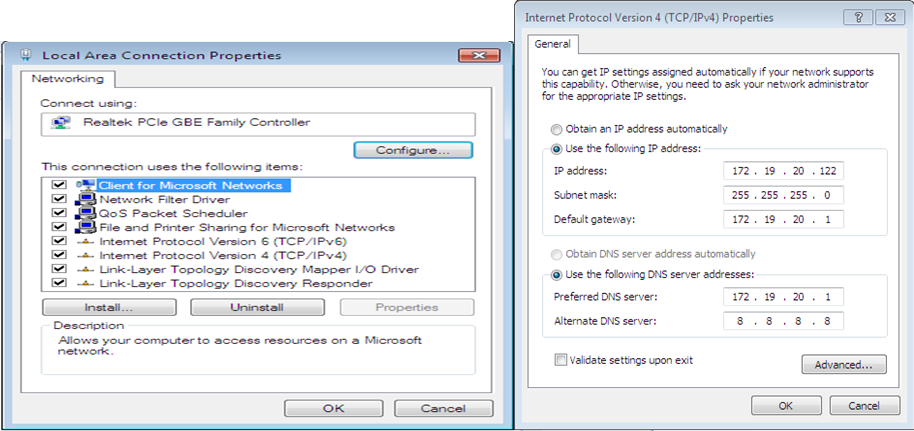 Local Area Connection Properties
Networking
Connect using:
Realtek PCIe GBE Family Controller
Configure...
This connection uses the following items:
Client for Microsoft Networks
Network Filter Driver
QoS Packet Scheduler
File and Printer Sharing for Microsoft Networks
Internet Protocol Version 6 (TCP/IPv6)
Internet Protocol Version 4 (TCP/IPv4)
Link-Layer Topology Discovery Mapper I/O Driver
Link-Layer Topology Discovery Responder
Install...
Uninstall
Properties
Description
Allows your computer to access resources on a Microsoft
network.
OK
Cancel
Internet Protocol Version 4 (TCP/IPv4) Properties
General
You can get IP settings assigned automatically if your network supports
this capability. Otherwise, you need to ask your network administrator
for the appropriate IP settings.
Obtain an IP address automatically
Use the following IP address:
IP address: 172 . 19 . 20 . 122
Subnet mask: 255 . 255 . 255 . 0
Default gateway: 172 . 19 . 20 . 1
Obtain DNS server address automatically
Use the following DNS server addresses:
Preferred DNS server: 172 . 19 . 20 . 1
Alternate DNS server: 8 . 8 . 8 . 8
Validate settings upon exit
Advanced...
OK
Cancel